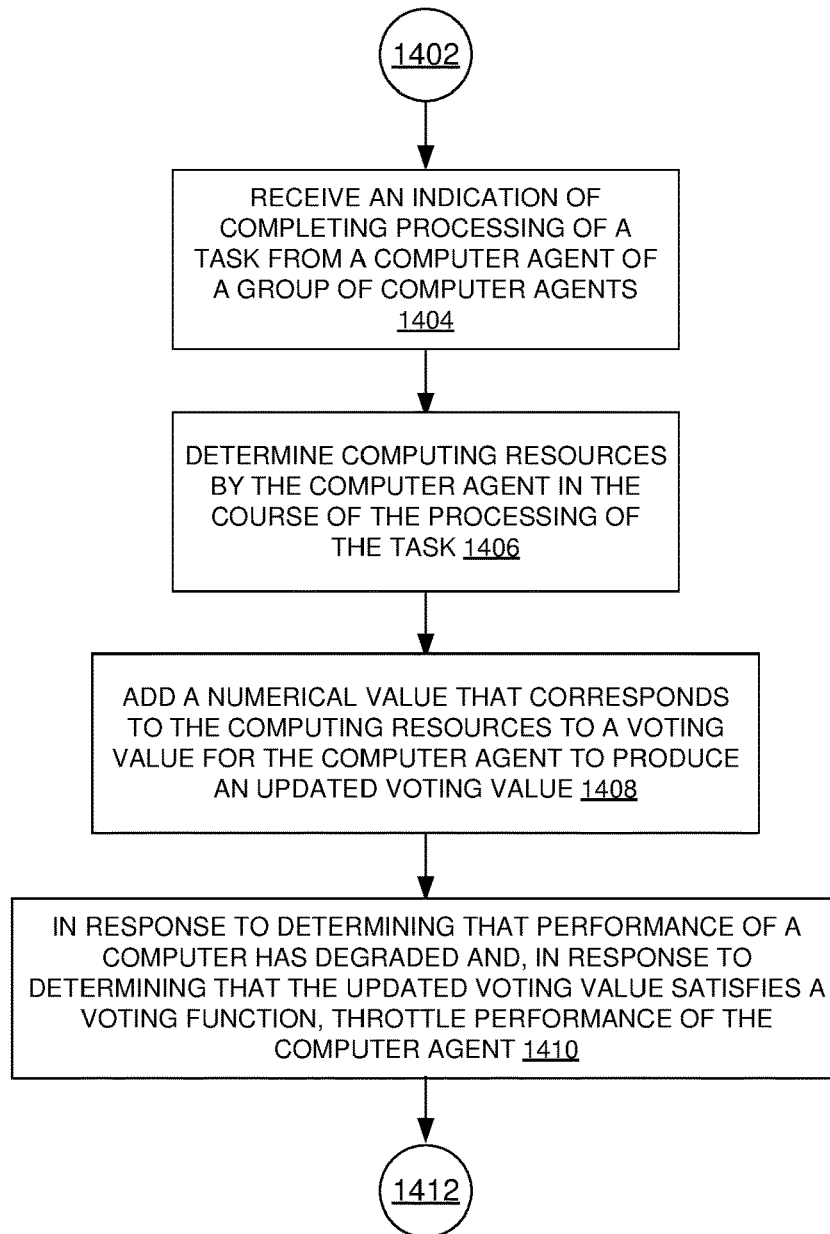 1402
RECEIVE AN INDICATION OF
COMPLETING PROCESSING OF A
TASK FROM A COMPUTER AGENT OF
A GROUP OF COMPUTER AGENTS
1404
DETERMINE COMPUTING RESOURCES
BY THE COMPUTER AGENT IN THE
COURSE OF THE PROCESSING OF
THE TASK 1406
ADD A NUMERICAL VALUE THAT CORRESPONDS
TO THE COMPUTING RESOURCES TO A VOTING
VALUE FOR THE COMPUTER AGENT TO PRODUCE
AN UPDATED VOTING VALUE 1408
IN RESPONSE TO DETERMINING THAT PERFORMANCE OF A
COMPUTER HAS DEGRADED AND, IN RESPONSE TO
DETERMINING THAT THE UPDATED VOTING VALUE SATISFIES A
VOTING FUNCTION, THROTTLE PERFORMANCE OF THE
COMPUTER AGENT 1410
1412